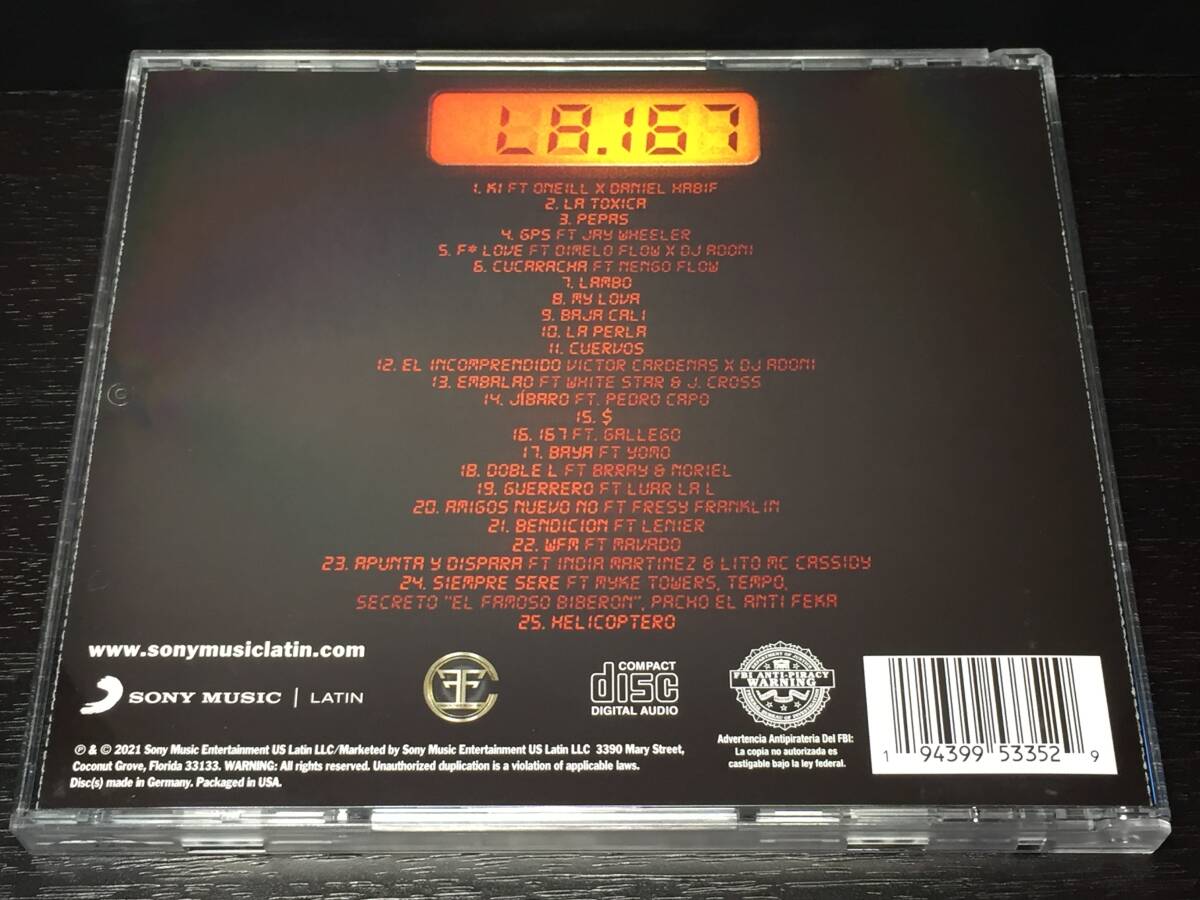 LA.167
1. KI FT ONEILL X DANIEL HABIF
2. LA TOXICA
3. PEPAS
4. GPS FT JAY WHEELER
5. F* LOVE FT DIMELO FLOW X DJ ADONI
6. CUCARACHA FT NENGO FLOW
7. LAMBO
8. MY LOVA
9. BAJA CALI
10. LA PERLA
11. CUERVOS
12. EL INCOMPRENDIDO VICTOR CARDENAS X DJ ADONI
13. EMBALAO FT WHITE STAR & J. CROSS
14. JÍBARO FT. PEDRO CAPO
15. $
16. 167 FT. GALLEGO
17. BAYA FT YOMO
18. DOBLE L FT BRRAY & NORIEL
19. GUERRERO FT LUAR LA L
20. AMIGOS NUEVO NO FT FRESY FRANKLIN
21. BENDICION FT LENIER
22. WFM FT MAVADO
23. APUNTA Y DISPARA FT INDIA MARTINEZ & LITO MC CASSIDY
24. SIEMPRE SERE FT MYKE TOWERS, TEMPO,
SECRETO "EL FAMOSO BIBERON", PACHO EL ANTI FEKA
25. HELICOPTERO
www.sonymusiclatin.com
SONY MUSIC | LATIN
COMPACT
disc
DIGITAL AUDIO
FBI ANTI-PIRACY
WARNING
Advertencia Antipirateria Del FBI:
La copia no autorizada es
castigable bajo la ley federal.
1 94399 53352 9
℗ & © 2021 Sony Music Entertainment US Latin LLC/Marketed by Sony Music Entertainment US Latin LLC 3390 Mary Street,
Coconut Grove, Florida 33133. WARNING: All rights reserved. Unauthorized duplication is a violation of applicable laws.
Disc(s) made in Germany. Packaged in USA.